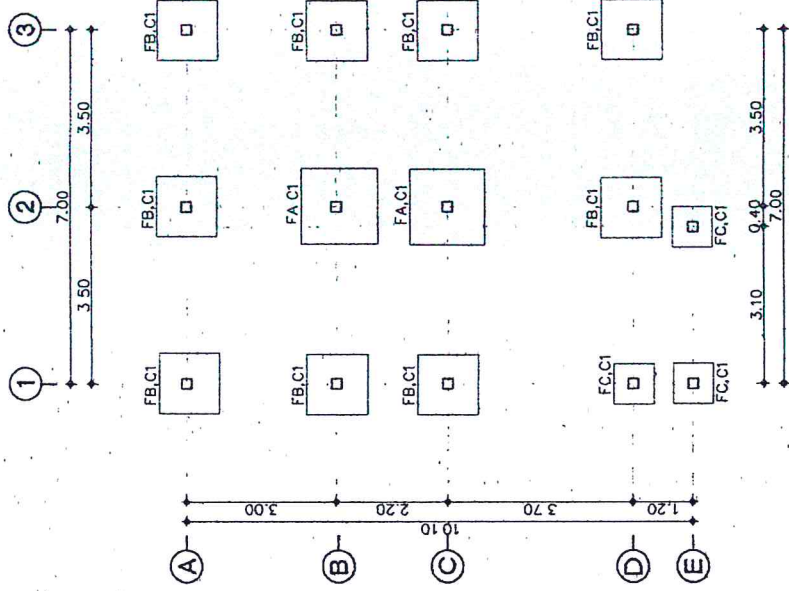 1
2
3
7.00
3.50
3.50
A
FB,C1
FB,C1
FB,C1
3.00
B
FB,C1
FA,C1
FB,C1
2.20
C
FB,C1
FA,C1
FB,C1
10.10
3.70
D
FC,C1
FB,C1
FB,C1
1.20
E
FC,C1
FC,C1
3.10
0.40
3.50
7.00